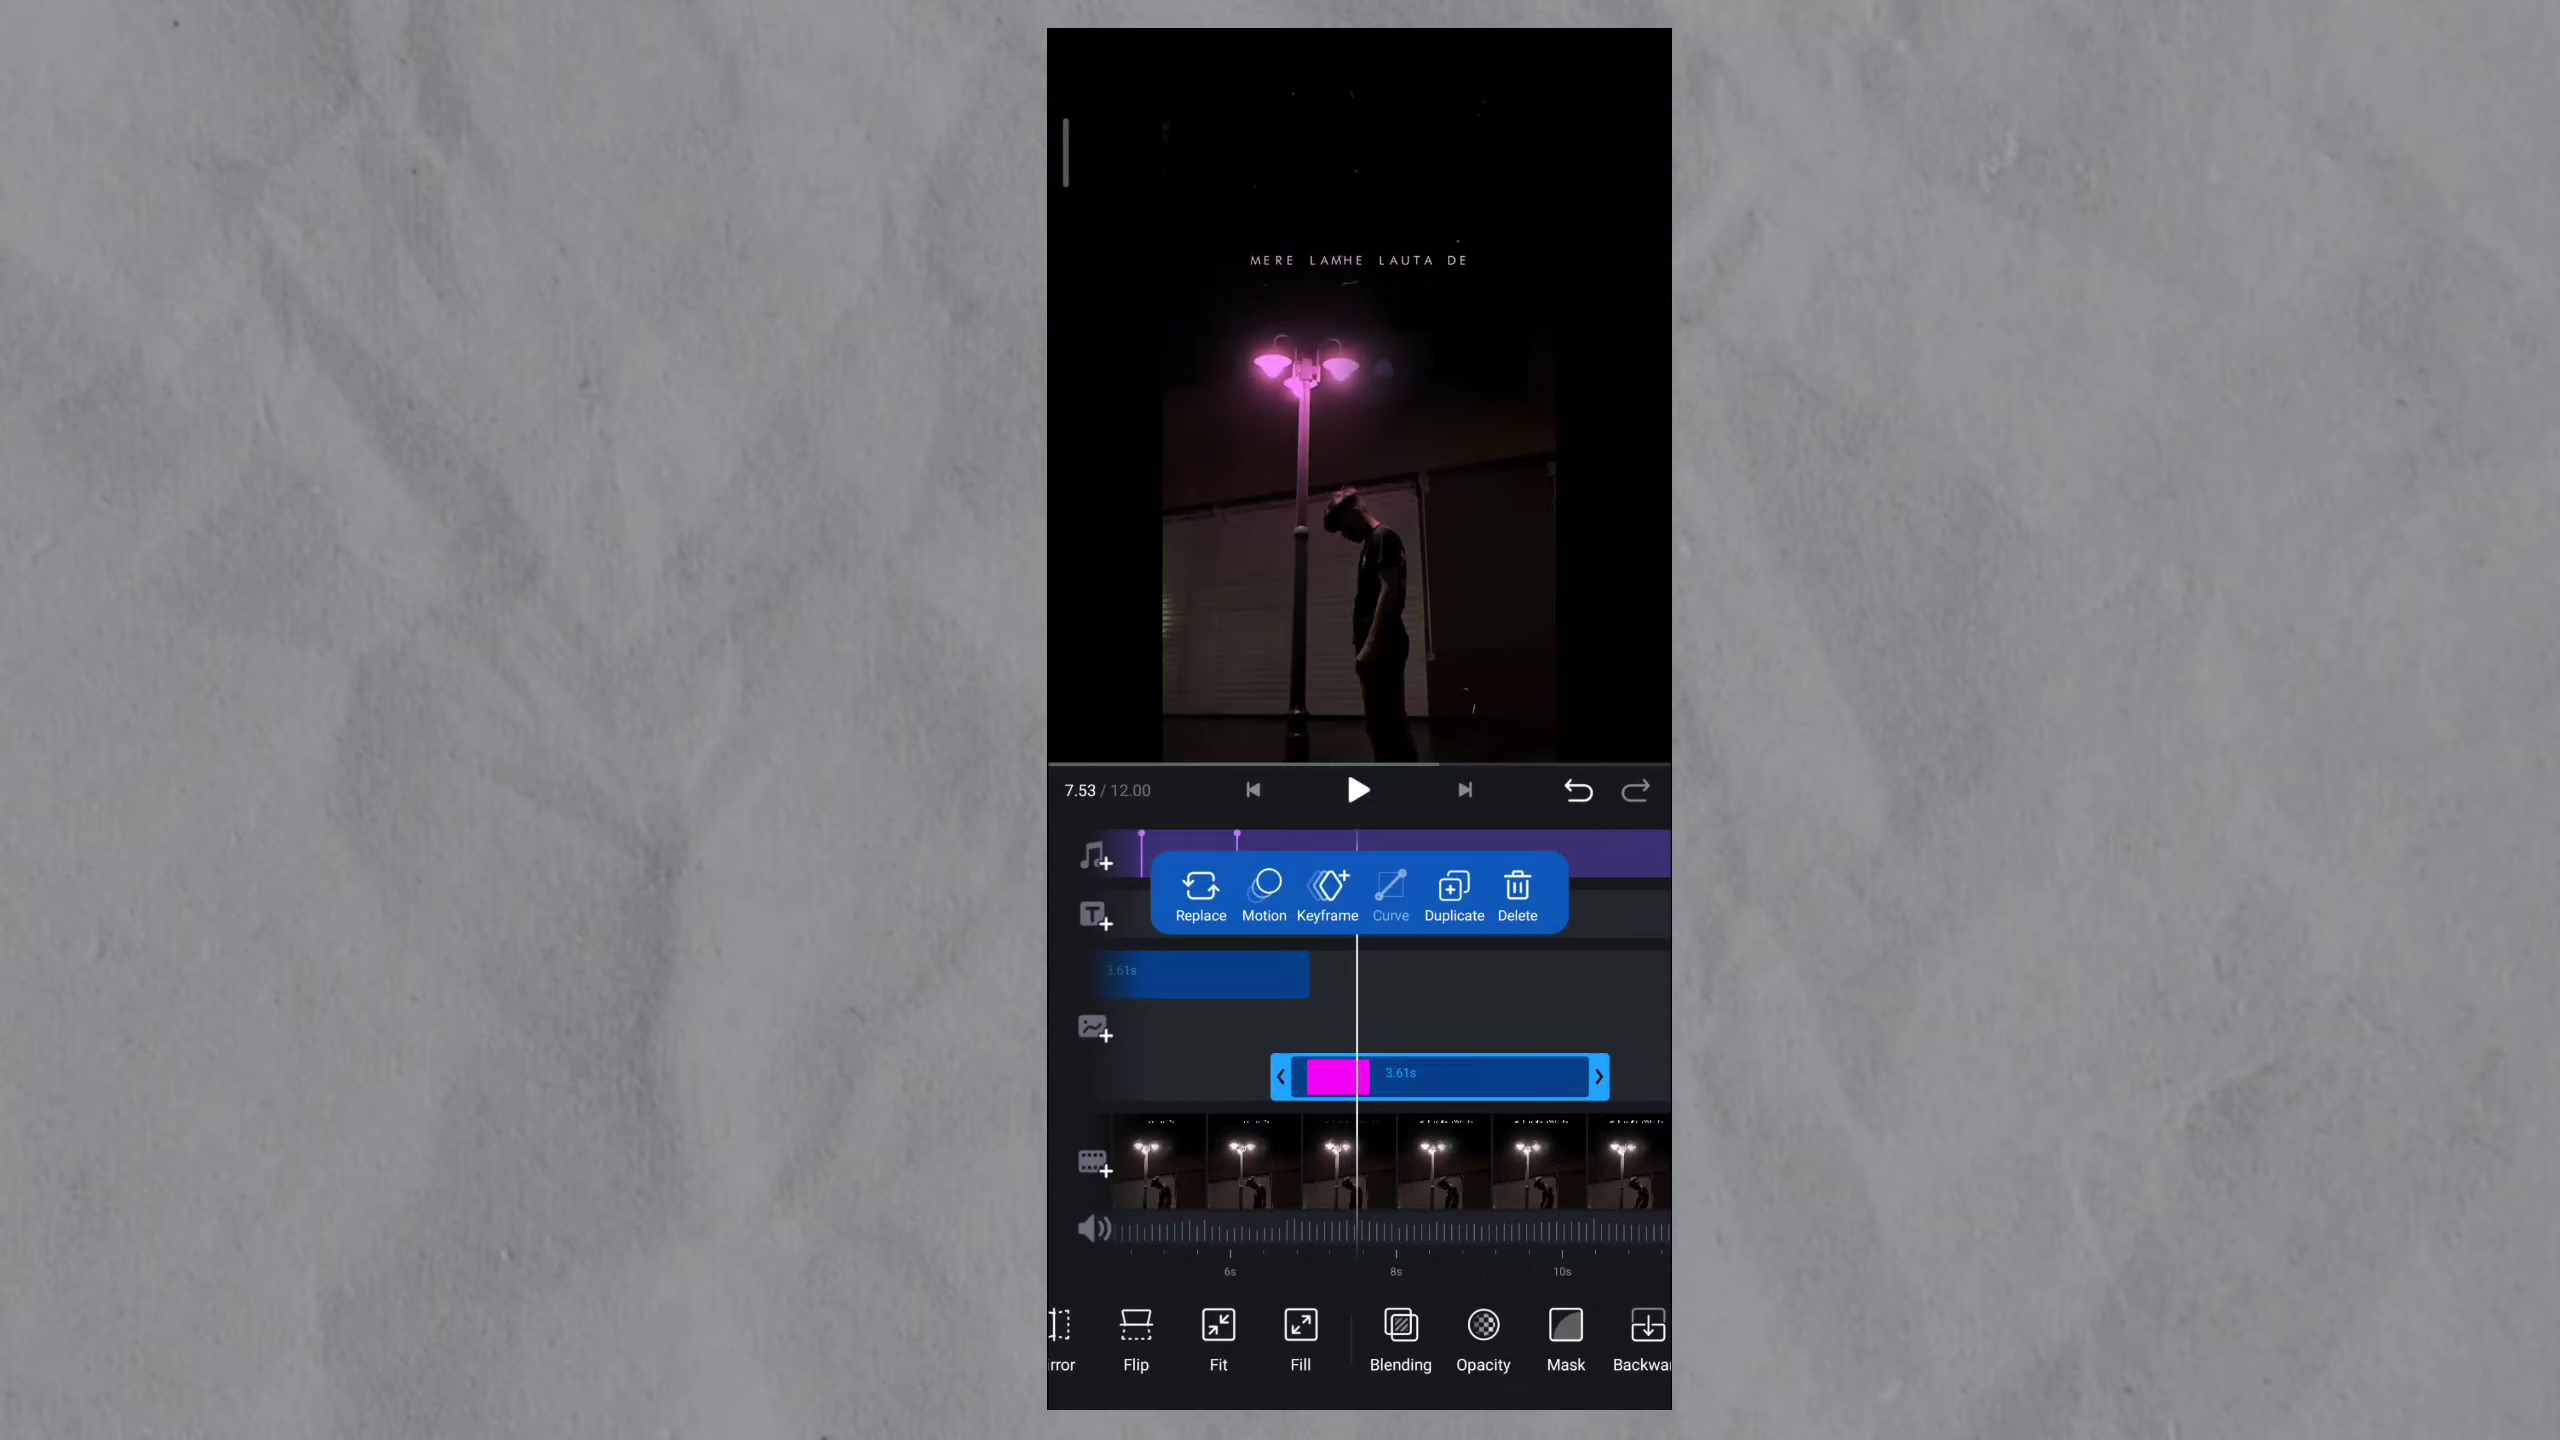 MERE LAMHE LAUTA DE
7.53 / 12.00
Replace Motion Keyframe Curve Duplicate Delete
T
3.61s
3.61s
6s 8s 10s
rror Flip Fit Fill Blending Opacity Mask Backwa